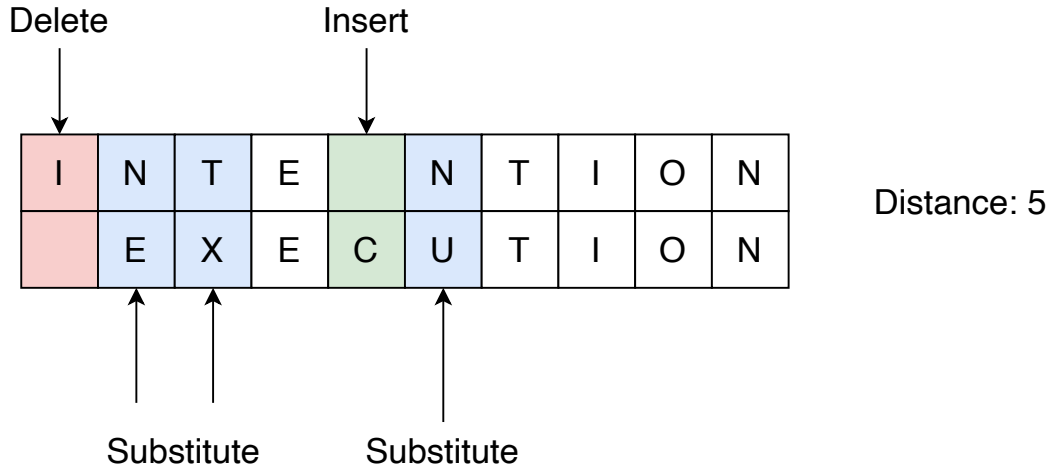 Delete Insert
I N T E N T I O N
Distance: 5
E X E C U T I O N
Substitute Substitute